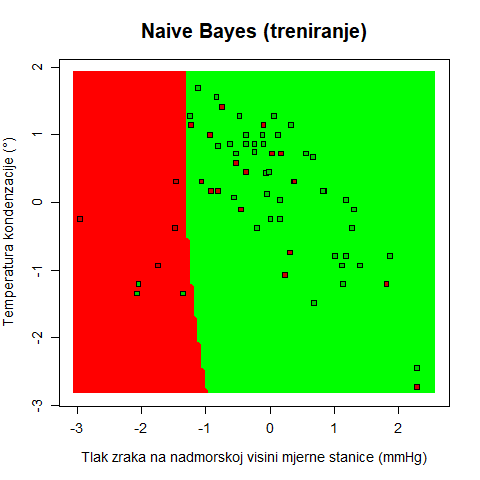 Naive Bayes (treniranje)
Temperatura kondenzacije (°)
2
1
0
-1
-2
-3
-3 -2 -1 0 1 2
Tlak zraka na nadmorskoj visini mjerne stanice (mmHg)